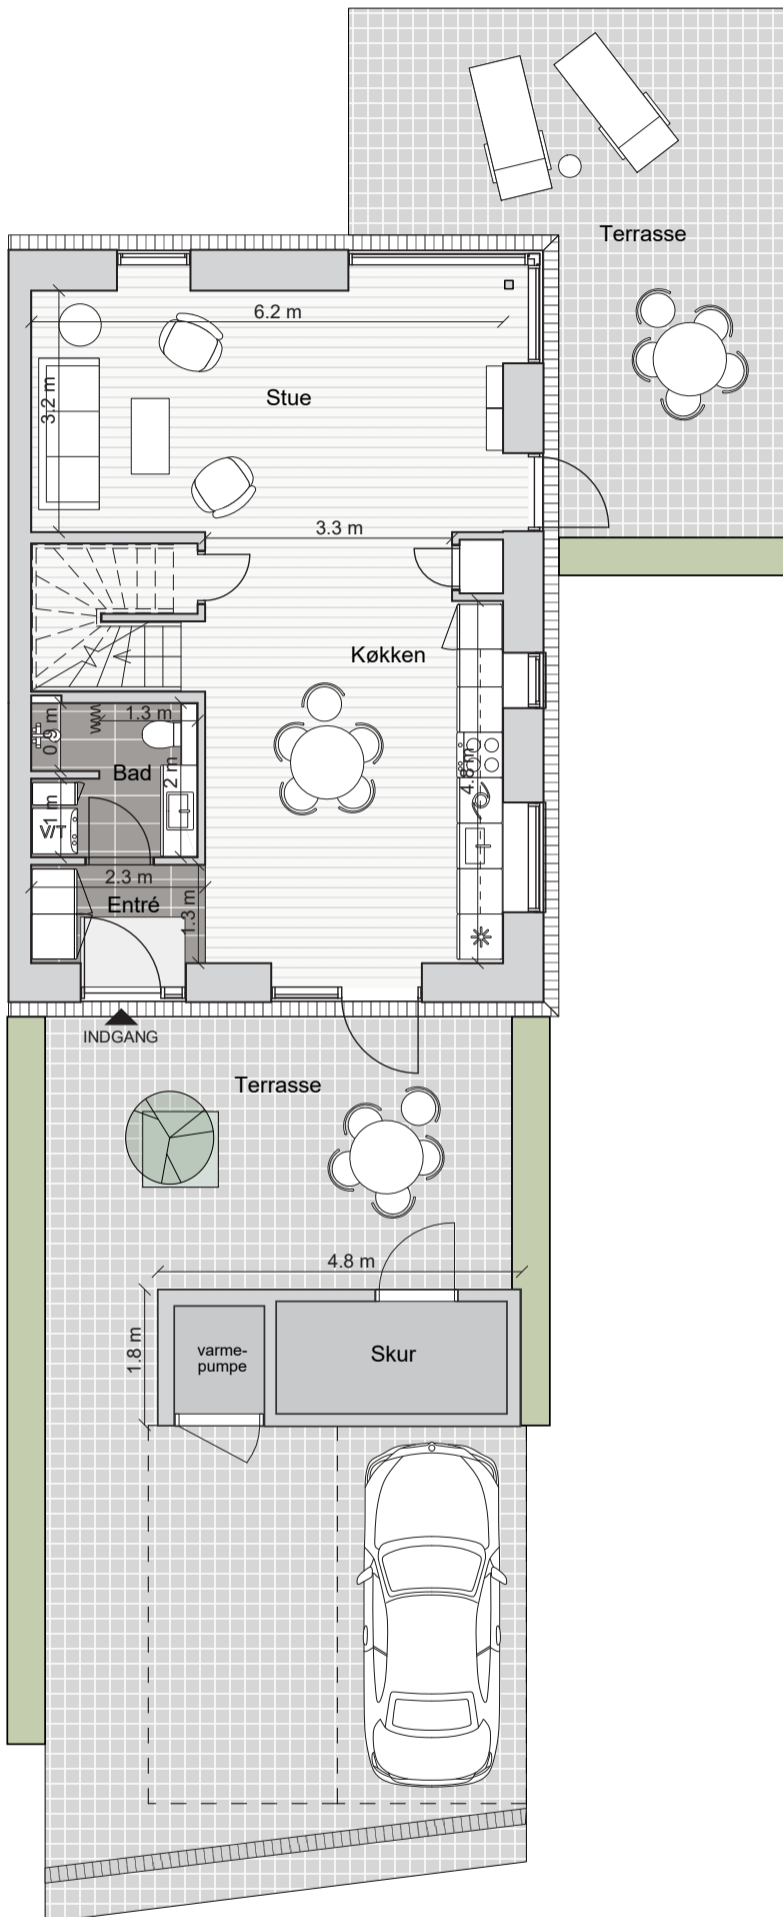 Terrasse
6.2 m
3.2 m
Stue
3.3 m
Køkken
1.3 m
0.9 m
Bad
2 m
4.8 m
1 m
V/T
2.3 m
Entré
1.3 m
INDGANG
Terrasse
4.8 m
1.8 m
varme-
pumpe
Skur